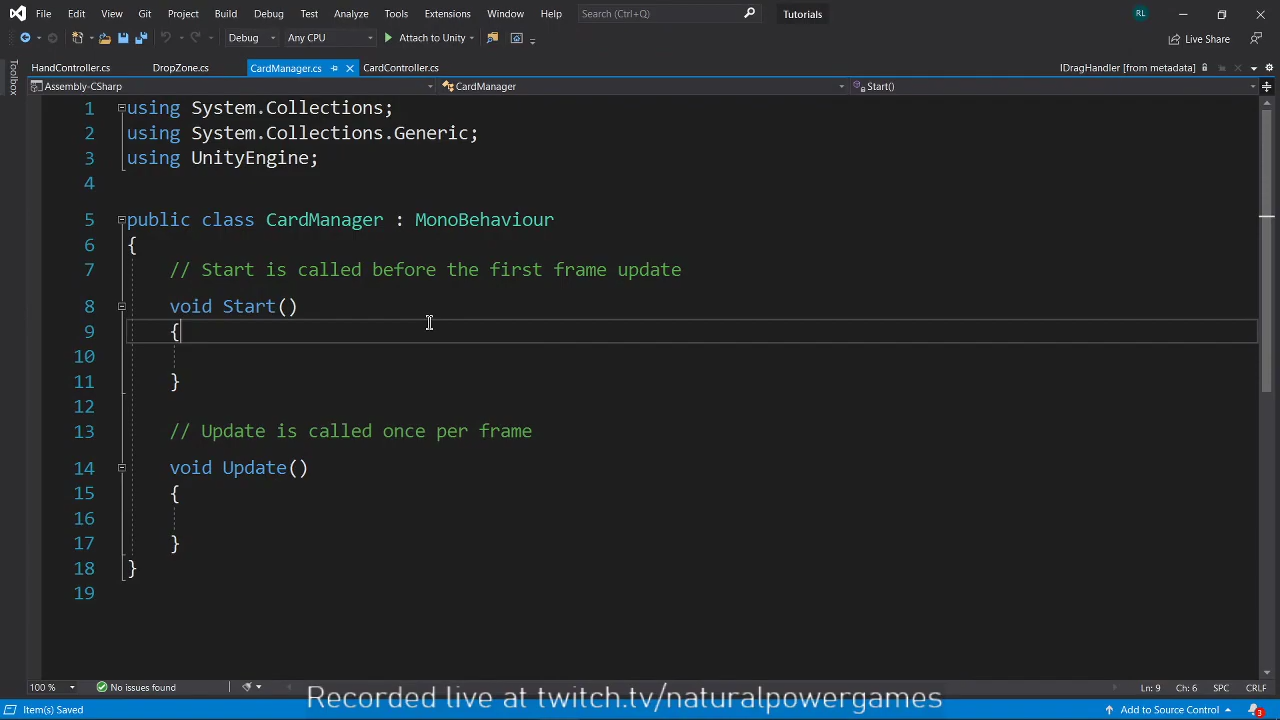 File Edit View Git Project Build Debug Test Analyze Tools Extensions Window Help Search (Ctrl+Q) Tutorials RL
Debug Any CPU Attach to Unity Live Share
Toolbox
HandController.cs DropZone.cs CardManager.cs CardController.cs IDragHandler [from metadata]
Assembly-CSharp CardManager Start()
1 using System.Collections;
2 using System.Collections.Generic;
3 using UnityEngine;
4
5 public class CardManager : MonoBehaviour
6 {
7 // Start is called before the first frame update
8 void Start()
9 {
10
11 }
12
13 // Update is called once per frame
14 void Update()
15 {
16
17 }
18 }
19
100 % No issues found Ln: 9 Ch: 6 SPC CRLF
Recorded live at twitch.tv/naturalpowergames
Item(s) Saved Add to Source Control 3